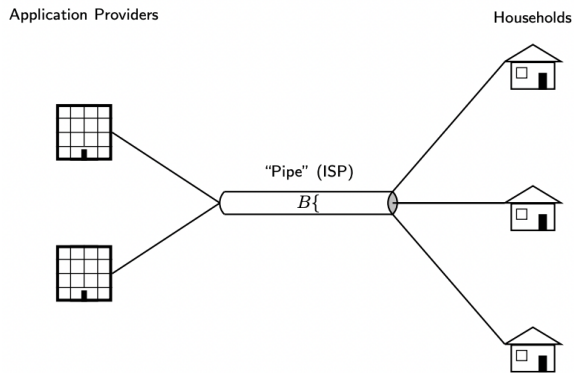 Application Providers
Households
“Pipe” (ISP)
B{